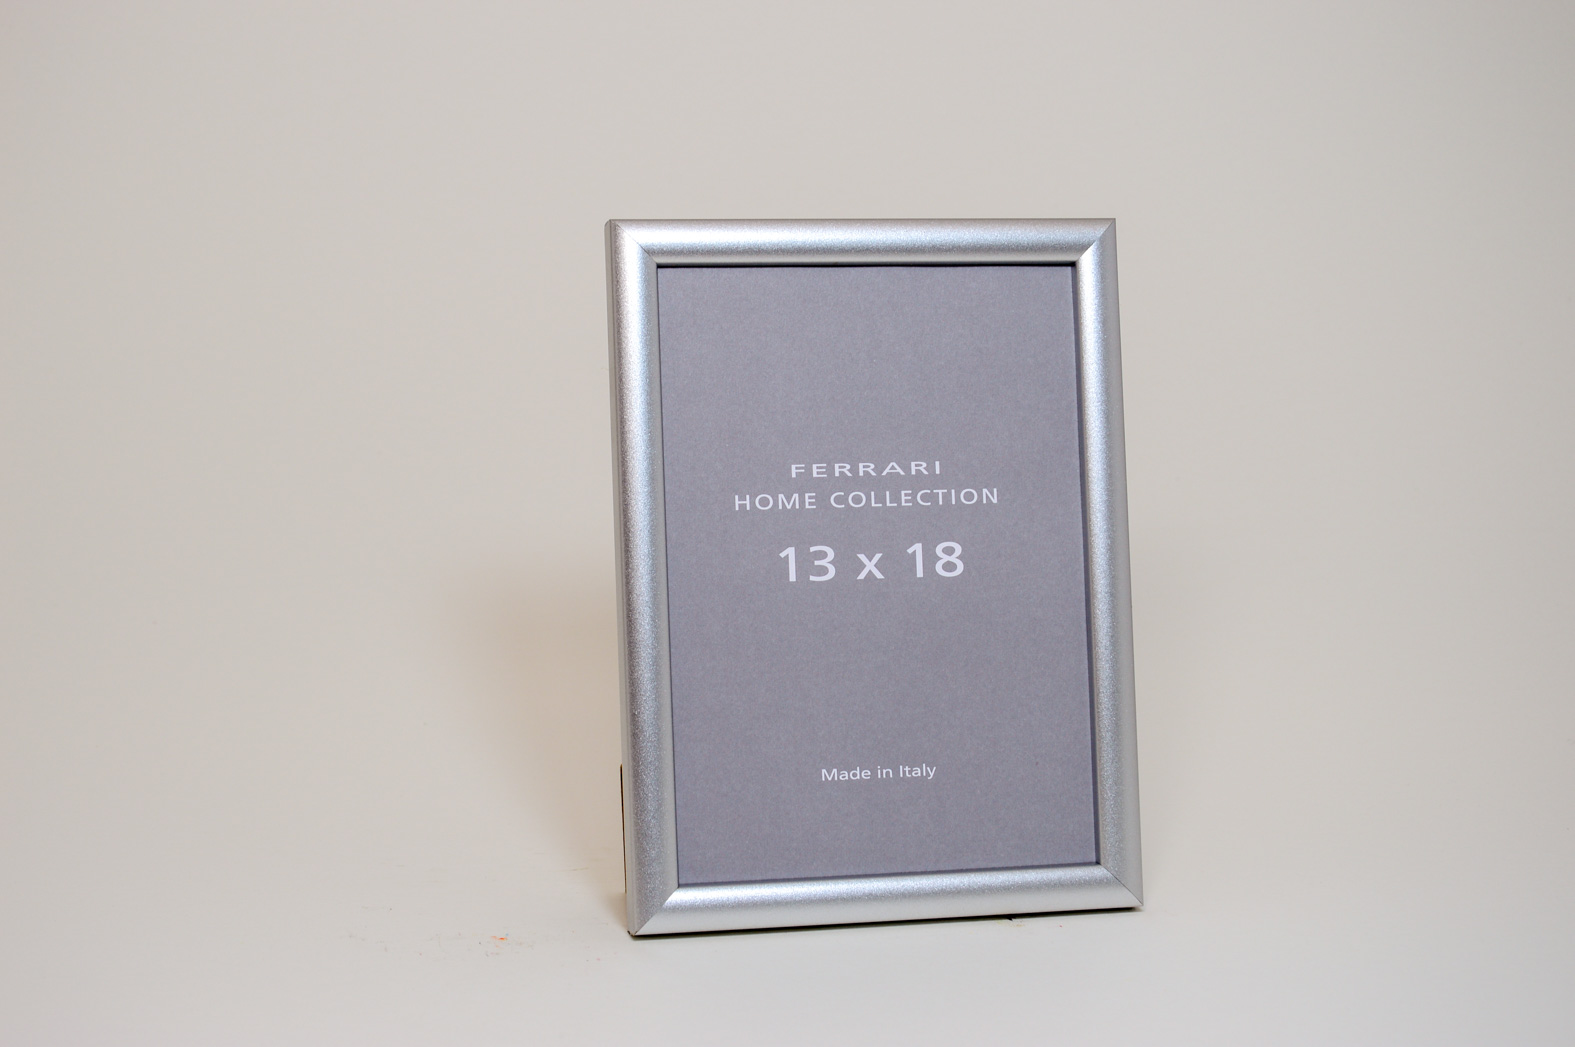 FERRARI
HOME COLLECTION
13 x 18
Made in Italy